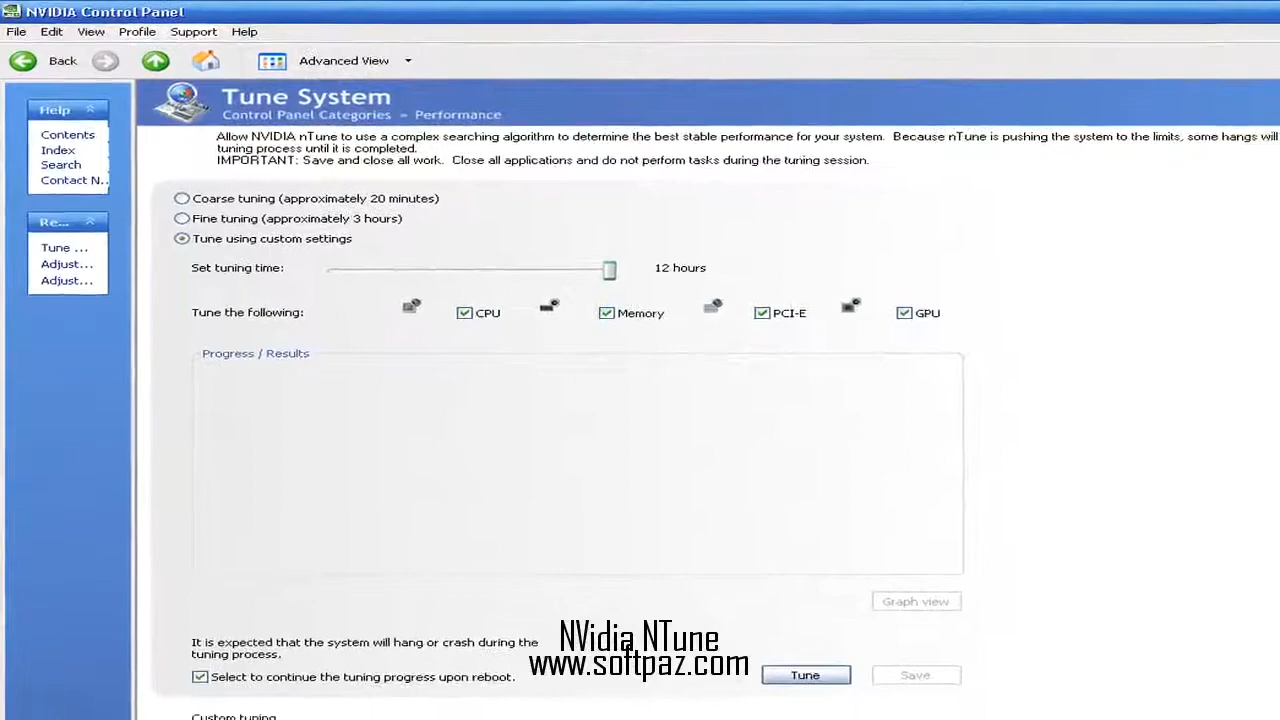 NVIDIA Control Panel
File Edit View Profile Support Help
Back Advanced View
Help
Contents
Index
Search
Contact N...
Re...
Tune ...
Adjust...
Adjust...
Tune System
Control Panel Categories - Performance
Allow NVIDIA nTune to use a complex searching algorithm to determine the best stable performance for your system. Because nTune is pushing the system to the limits, some hangs will
tuning process until it is completed.
IMPORTANT: Save and close all work. Close all applications and do not perform tasks during the tuning session.
Coarse tuning (approximately 20 minutes)
Fine tuning (approximately 3 hours)
Tune using custom settings
Set tuning time: 12 hours
Tune the following: CPU Memory PCI-E GPU
Progress / Results
Graph view
It is expected that the system will hang or crash during the
tuning process.
Select to continue the tuning progress upon reboot.
Tune Save
Custom tuning
NVidia NTune
www.softpaz.com